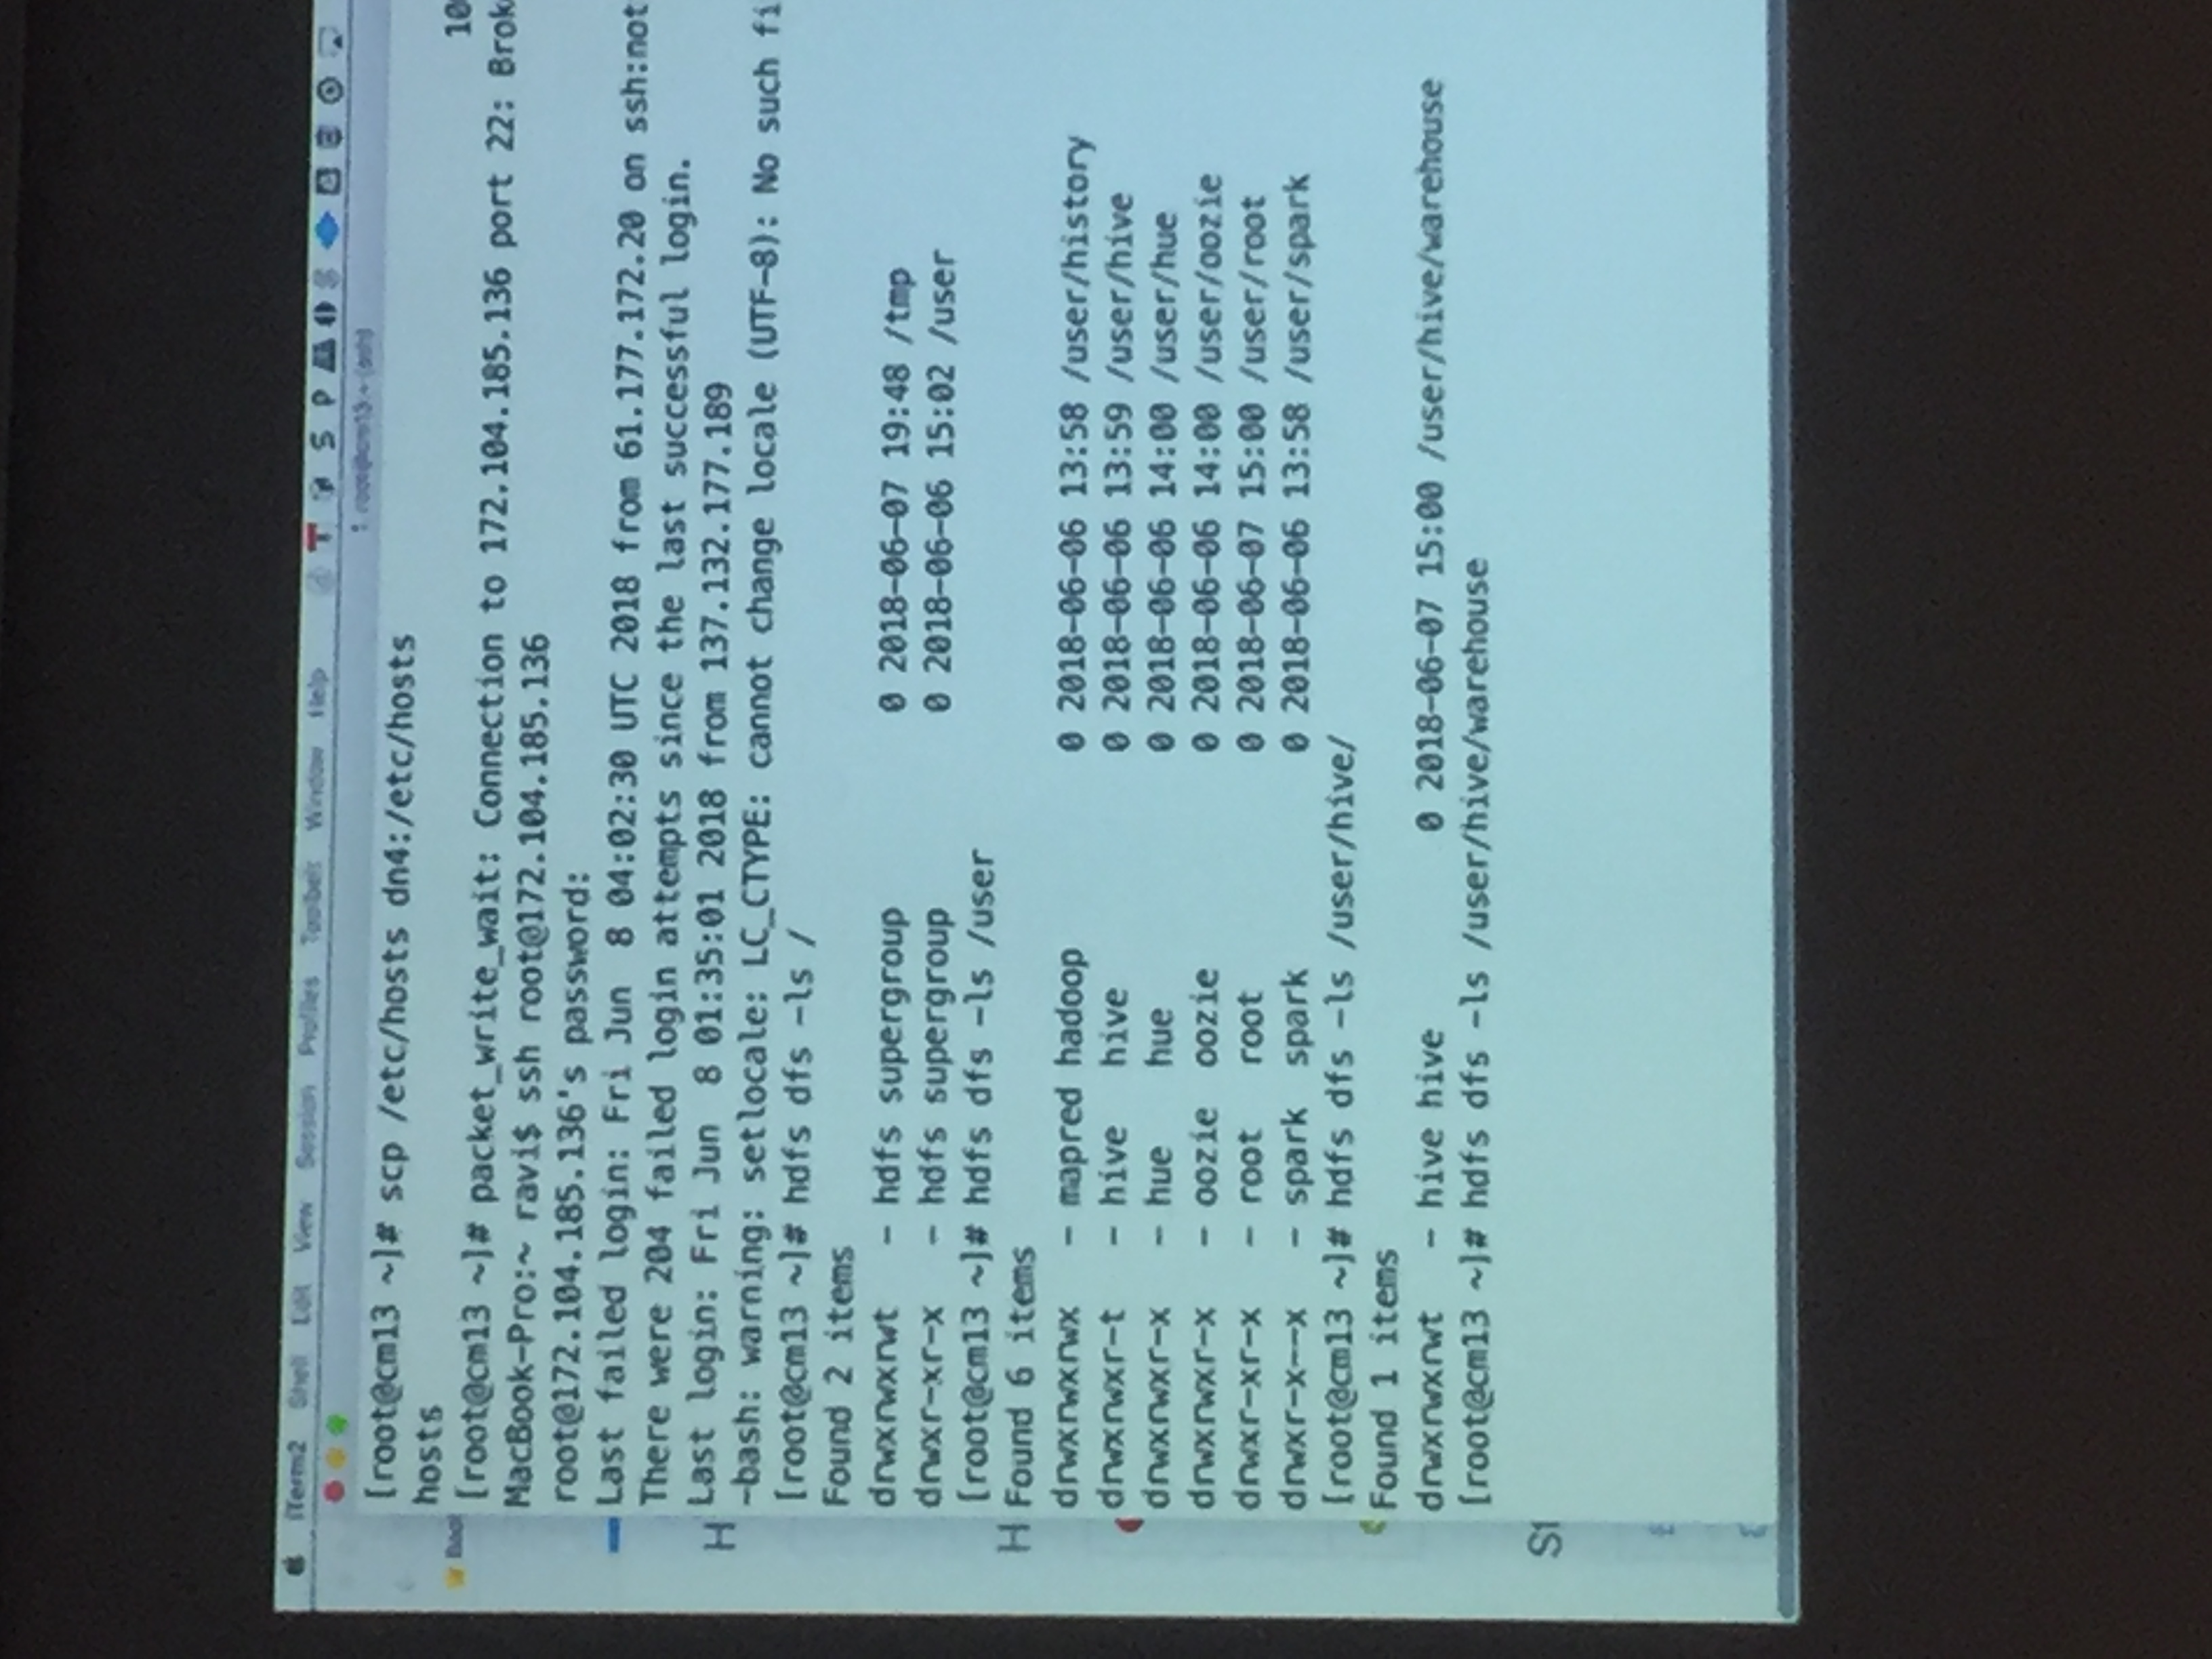 iTerm2 Shell Edit View Session Profiles Toolbelt Window Help
1. root@cm13:~ (ssh)
[root@cm13 ~]# scp /etc/hosts dn4:/etc/hosts
hosts 10
[root@cm13 ~]# packet_write_wait: Connection to 172.104.185.136 port 22: Brok
MacBook-Pro:~ ravi$ ssh root@172.104.185.136
root@172.104.185.136's password:
Last failed login: Fri Jun  8 04:02:30 UTC 2018 from 61.177.172.20 on ssh:not
There were 204 failed login attempts since the last successful login.
Last login: Fri Jun  8 01:35:01 2018 from 137.132.177.189
-bash: warning: setlocale: LC_CTYPE: cannot change locale (UTF-8): No such fi
[root@cm13 ~]# hdfs dfs -ls /
Found 2 items
drwxrwxrwt   - hdfs supergroup          0 2018-06-07 19:48 /tmp
drwxr-xr-x   - hdfs supergroup          0 2018-06-06 15:02 /user
[root@cm13 ~]# hdfs dfs -ls /user
Found 6 items
drwxrwxrwx   - mapred hadoop          0 2018-06-06 13:58 /user/history
drwxrwxr-t   - hive   hive            0 2018-06-06 13:59 /user/hive
drwxrwxr-x   - hue    hue             0 2018-06-06 14:00 /user/hue
drwxrwxr-x   - oozie  oozie           0 2018-06-06 14:00 /user/oozie
drwxr-xr-x   - root   root            0 2018-06-07 15:00 /user/root
drwxr-x--x   - spark  spark           0 2018-06-06 13:58 /user/spark
[root@cm13 ~]# hdfs dfs -ls /user/hive/
Found 1 items
drwxrwxrwt   - hive hive          0 2018-06-07 15:00 /user/hive/warehouse
[root@cm13 ~]# hdfs dfs -ls /user/hive/warehouse